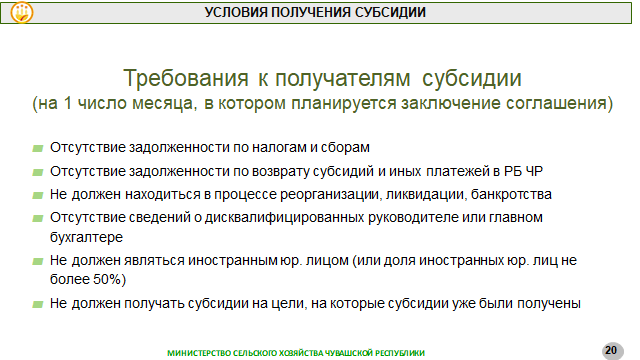 УСЛОВИЯ ПОЛУЧЕНИЯ СУБСИДИИ
Требования к получателям субсидии
(на 1 число месяца, в котором планируется заключение соглашения)
Отсутствие задолженности по налогам и сборам
Отсутствие задолженности по возврату субсидий и иных платежей в РБ ЧР
Не должен находиться в процессе реорганизации, ликвидации, банкротства
Отсутствие сведений о дисквалифицированных руководителе или главном
бухгалтере
Не должен являться иностранным юр. лицом (или доля иностранных юр. лиц не
более 50%)
Не должен получать субсидии на цели, на которые субсидии уже были получены
МИНИСТЕРСТВО СЕЛЬСКОГО ХОЗЯЙСТВА ЧУВАШСКОЙ РЕСПУБЛИКИ
20